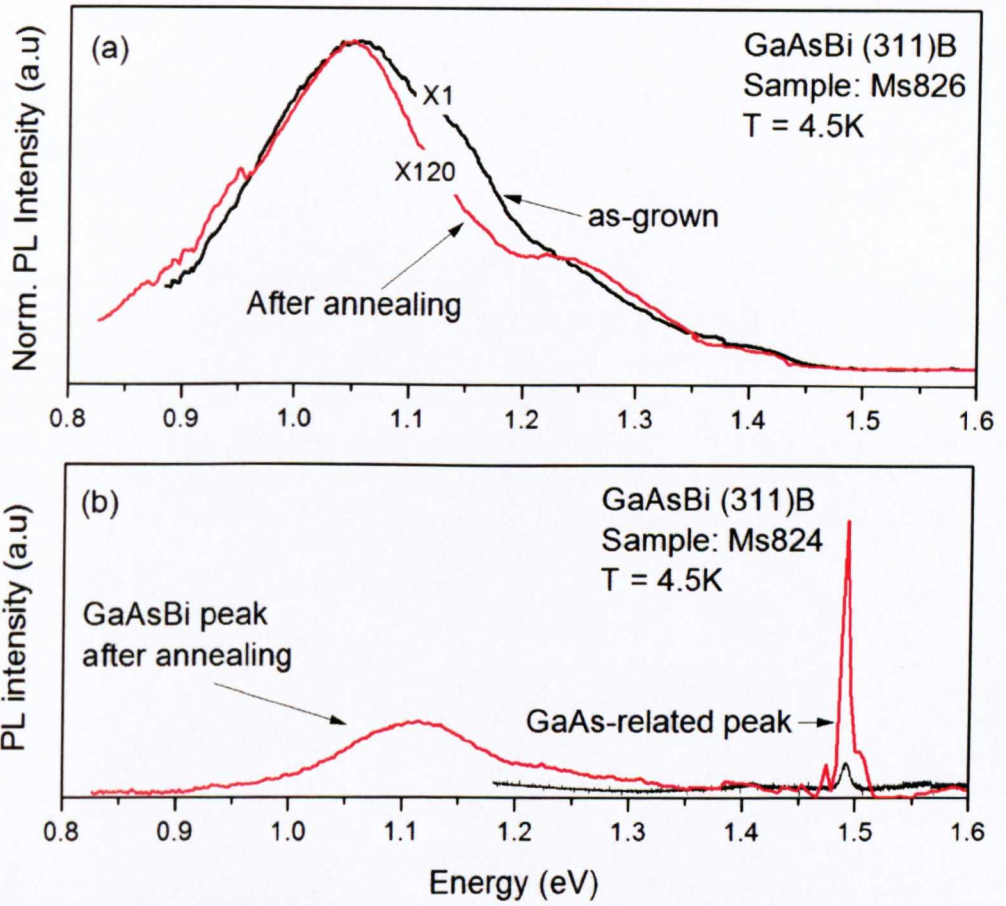 (a)
GaAsBi (311)B
Sample: Ms826
T = 4.5K
X1
X120
as-grown
After annealing
Norm. PL Intensity (a.u)
0.8 0.9 1.0 1.1 1.2 1.3 1.4 1.5 1.6
(b)
GaAsBi (311)B
Sample: Ms824
T = 4.5K
GaAsBi peak
after annealing
GaAs-related peak
PL intensity (a.u)
0.8 0.9 1.0 1.1 1.2 1.3 1.4 1.5 1.6
Energy (eV)